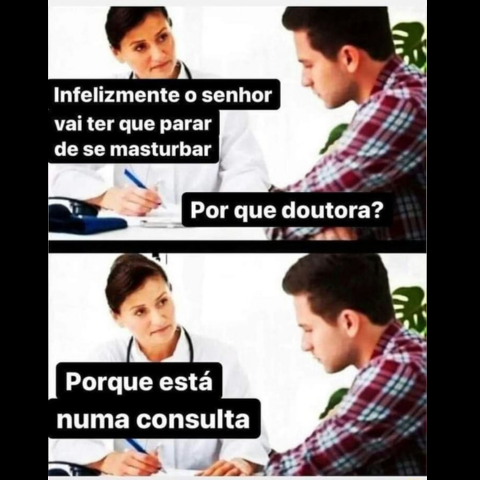 Infelizmente o senhor
vai ter que parar
de se masturbar
Por que doutora?
Porque está
numa consulta